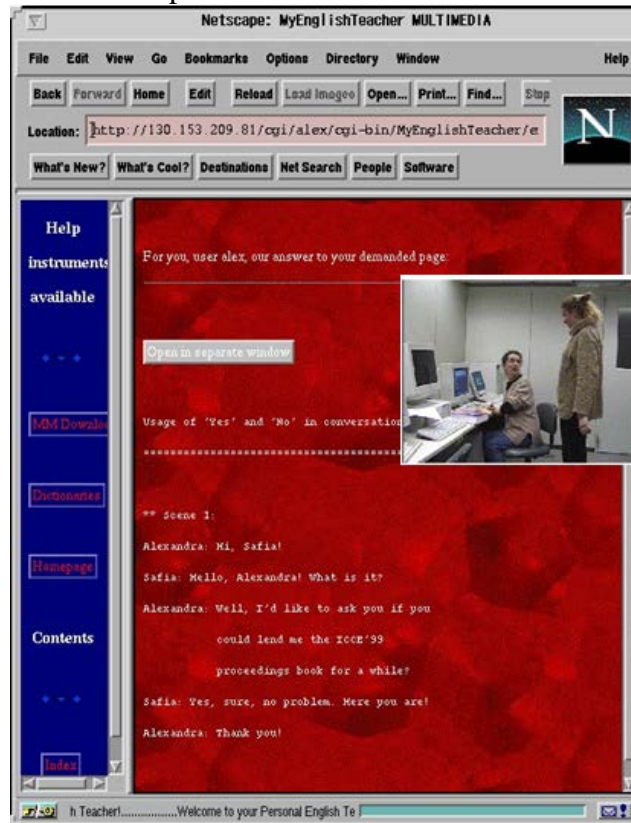 Netscape: MyEnglishTeacher MULTIMEDIA
File Edit View Go Bookmarks Options Directory Window Help
Back Forward Home Edit Reload Load Images Open... Print... Find... Stop
Location: http://130.153.209.81/cgi/alex/cgi-bin/MyEnglishTeacher/e
N
What's New? What's Cool? Destinations Net Search People Software
Help
instruments
available
MM Downloa
Dictionaries
Homepage
Contents
Index
For you, user alex, our answer to your demanded page:
Open in separate window
Usage of 'Yes' and 'No' in conversation
** Scene 1:
Alexandra: Hi, Safia!
Safia: Hello, Alexandra! What is it?
Alexandra: Well, I'd like to ask you if you
could lend me the ICCE'99
proceedings book for a while?
Safia: Yes, sure, no problem. Here you are!
Alexandra: Thank you!
h Teacher!.................Welcome to your Personal English Te